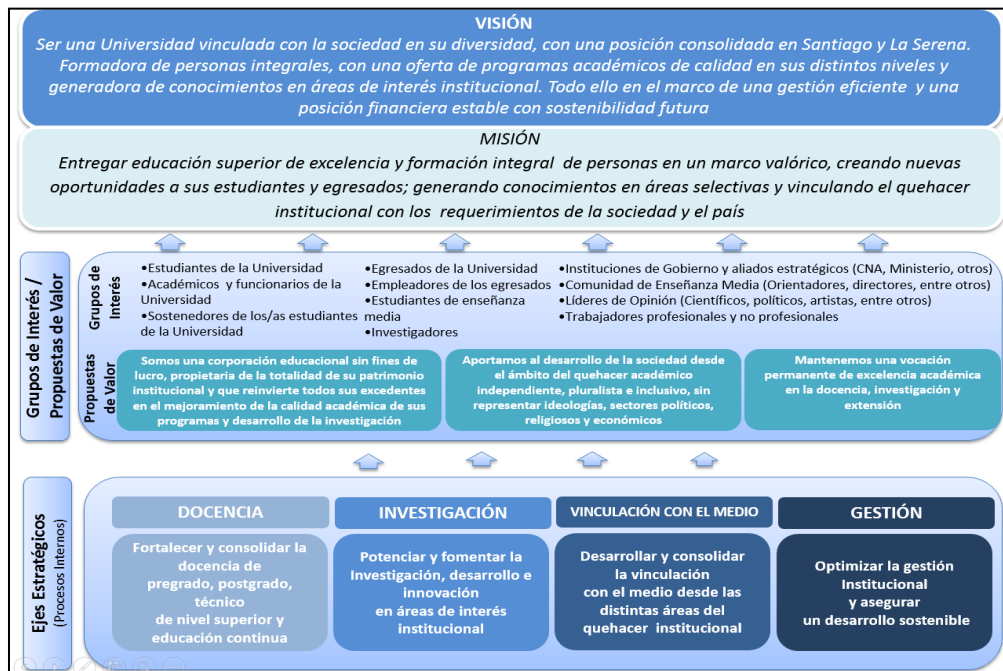 VISIÓN
Ser una Universidad vinculada con la sociedad en su diversidad, con una posición consolidada en Santiago y La Serena.
Formadora de personas integrales, con una oferta de programas académicos de calidad en sus distintos niveles y
generadora de conocimientos en áreas de interés institucional. Todo ello en el marco de una gestión eficiente y una
posición financiera estable con sostenibilidad futura
MISIÓN
Entregar educación superior de excelencia y formación integral de personas en un marco valórico, creando nuevas
oportunidades a sus estudiantes y egresados; generando conocimientos en áreas selectivas y vinculando el quehacer
institucional con los requerimientos de la sociedad y el país
Grupos de Interés /
Propuestas de Valor
Grupos de
Interés
•Estudiantes de la Universidad
•Académicos y funcionarios de la
Universidad
•Sostenedores de los/as estudiantes
de la Universidad
•Egresados de la Universidad
•Empleadores de los egresados
•Estudiantes de enseñanza
media
•Investigadores
•Instituciones de Gobierno y aliados estratégicos (CNA, Ministerio, otros)
•Comunidad de Enseñanza Media (Orientadores, directores, entre otros)
•Líderes de Opinión (Científicos, políticos, artistas, entre otros)
•Trabajadores profesionales y no profesionales
Propuestas
de Valor
Somos una corporación educacional sin fines de
lucro, propietaria de la totalidad de su patrimonio
institucional y que reinvierte todos sus excedentes
en el mejoramiento de la calidad académica de sus
programas y desarrollo de la investigación
Aportamos al desarrollo de la sociedad desde
el ámbito del quehacer académico
independiente, pluralista e inclusivo, sin
representar ideologías, sectores políticos,
religiosos y económicos
Mantenemos una vocación
permanente de excelencia académica
en la docencia, investigación y
extensión
Ejes Estratégicos
(Procesos Internos)
DOCENCIA
Fortalecer y consolidar la
docencia de
pregrado, postgrado,
técnico
de nivel superior y
educación continua
INVESTIGACIÓN
Potenciar y fomentar la
Investigación, desarrollo e
innovación
en áreas de interés
institucional
VINCULACIÓN CON EL MEDIO
Desarrollar y consolidar
la vinculación
con el medio desde las
distintas áreas del
quehacer institucional
GESTIÓN
Optimizar la gestión
Institucional
y asegurar
un desarrollo sostenible